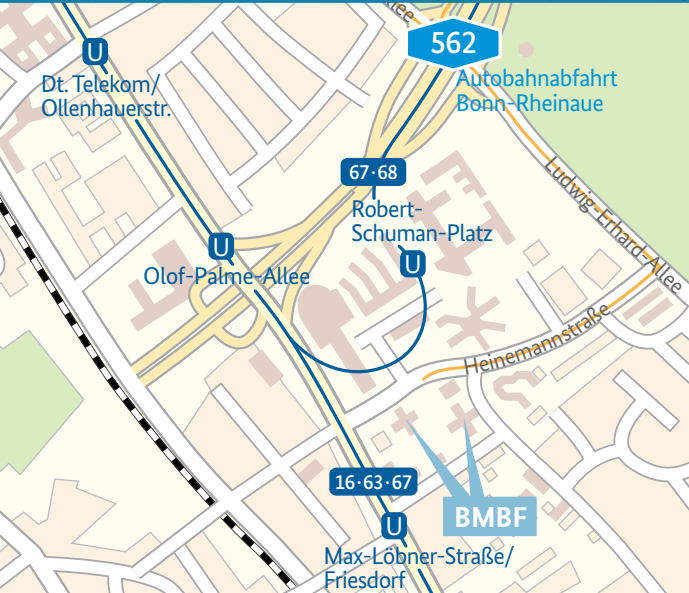 llee
562
U
Dt. Telekom/
Ollenhauerstr.
Autobahnabfahrt
Bonn-Rheinaue
67·68
Ludwig-Erhard-Allee
Robert-
Schuman-Platz
U
U
Olof-Palme-Allee
Heinemannstraße
16·63·67
BMBF
U
Max-Löbner-Straße/
Friesdorf